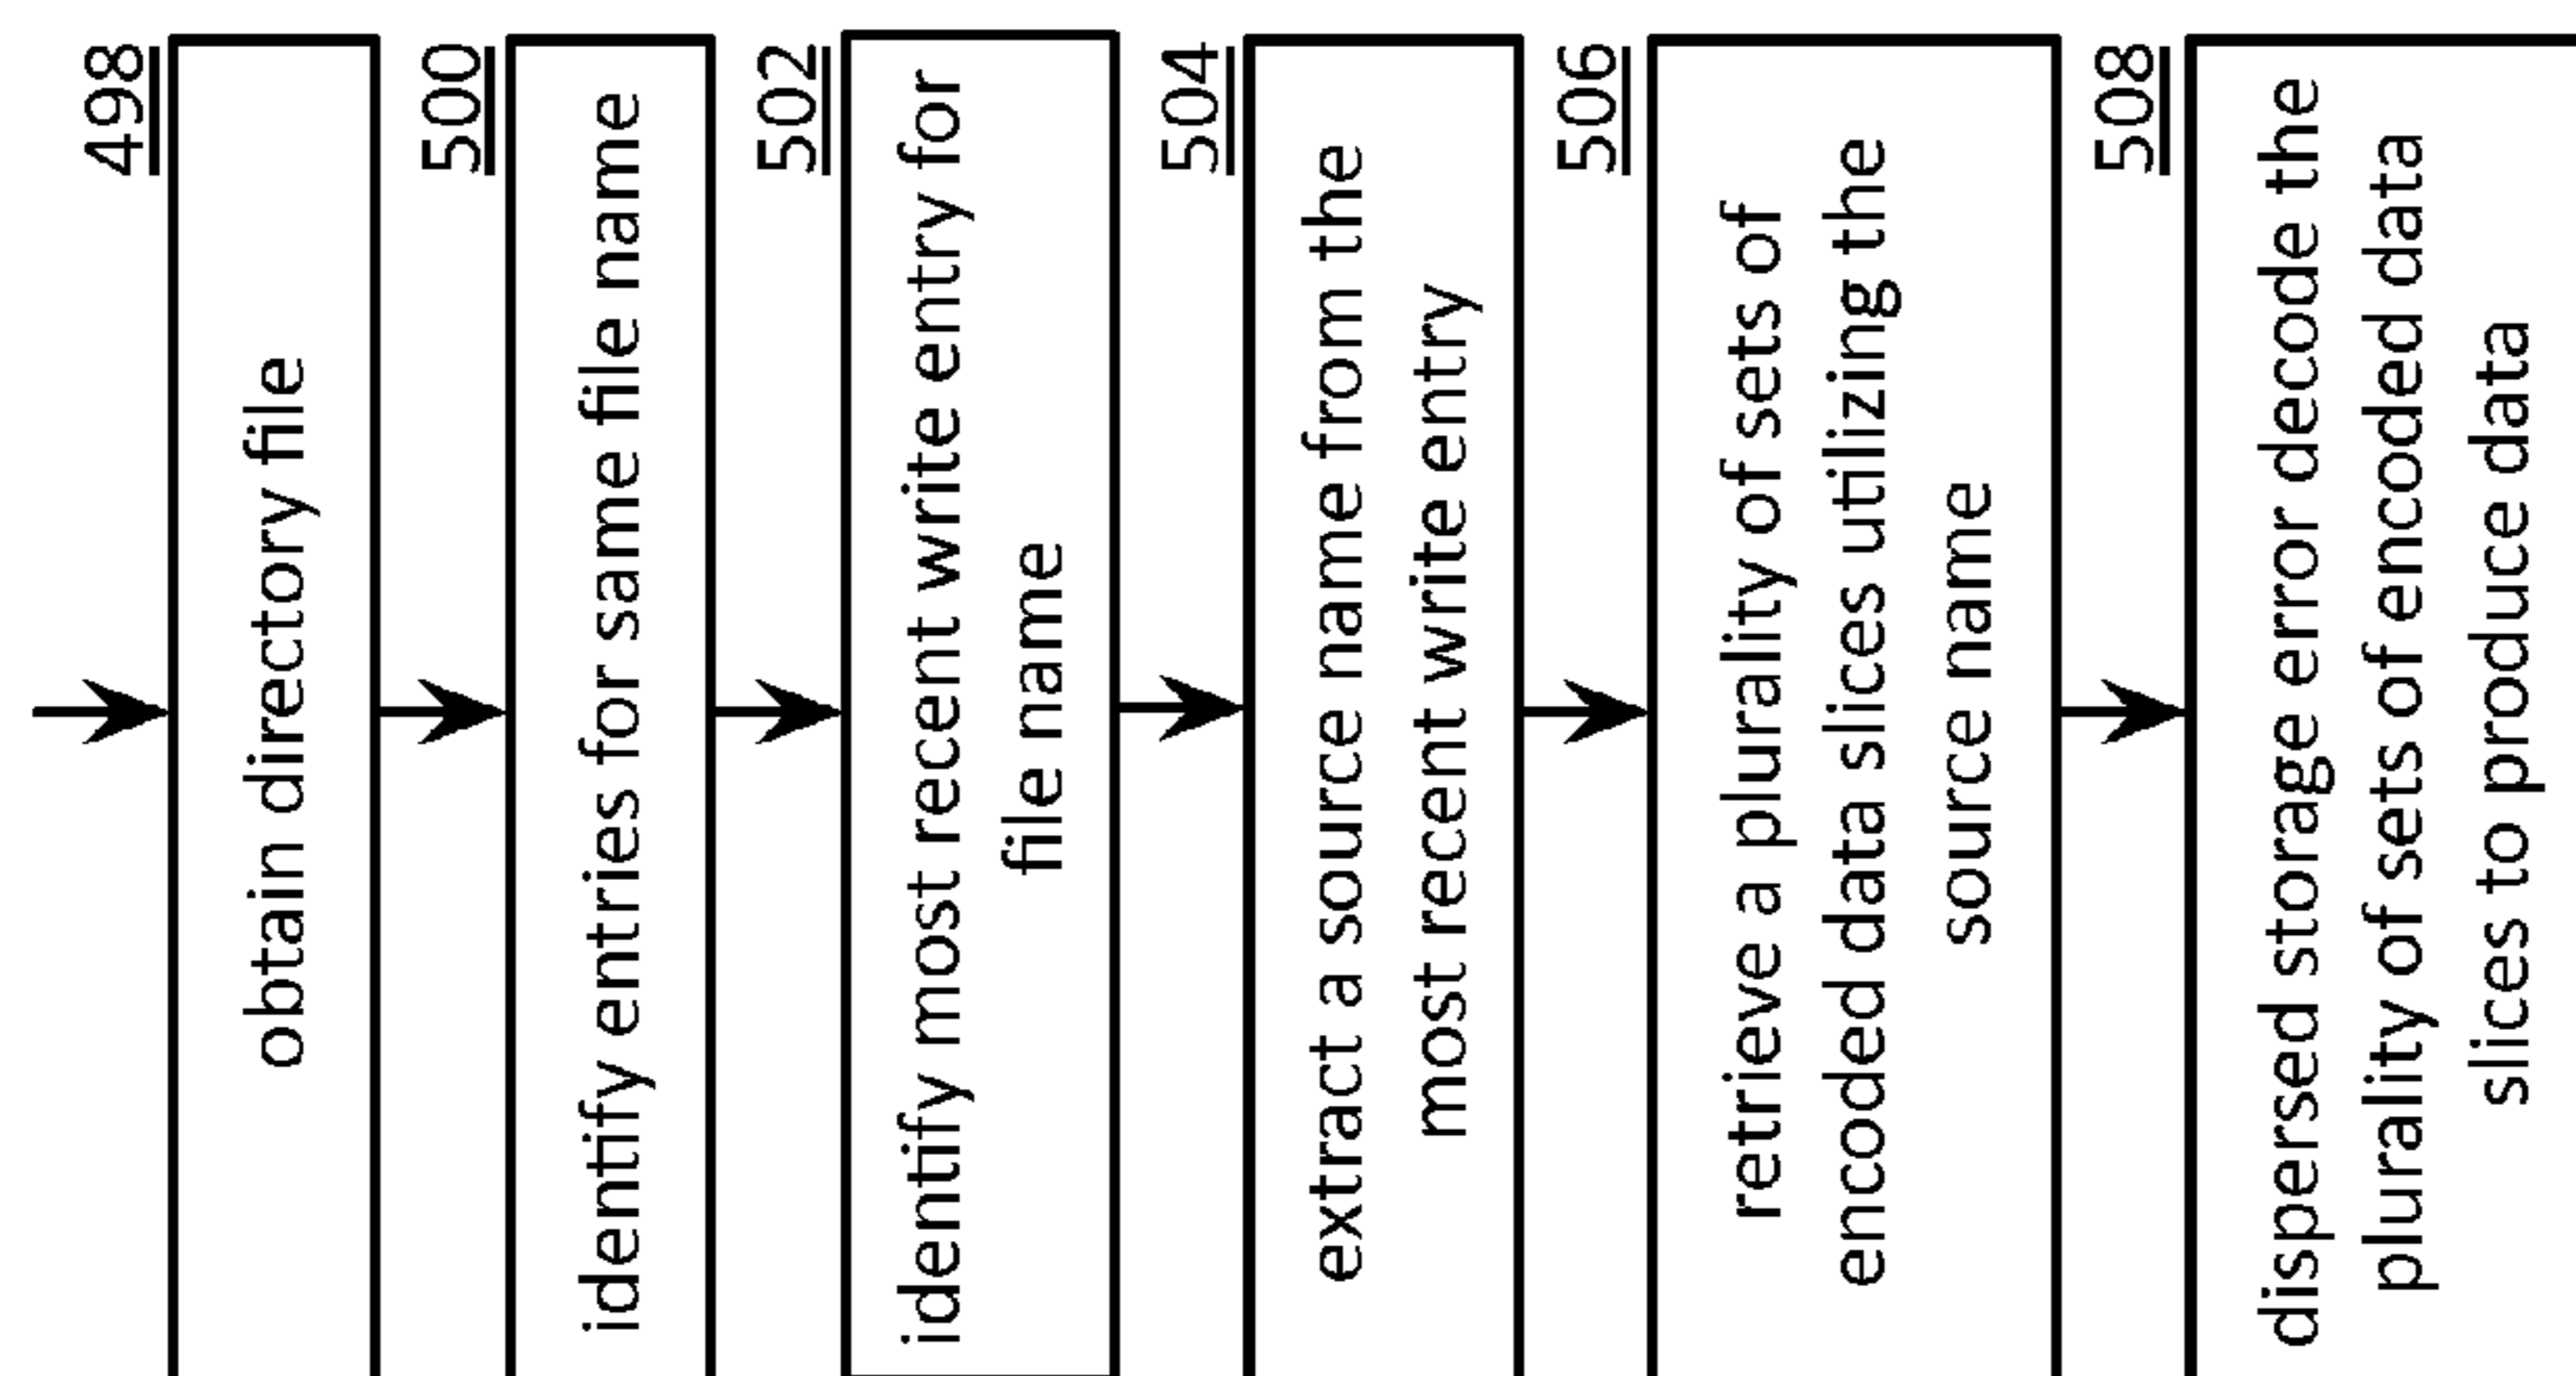 498
obtain directory file
500
identify entries for same file name
502
identify most recent write entry for
file name
504
extract a source name from the
most recent write entry
506
retrieve a plurality of sets of
encoded data slices utilizing the
source name
508
dispersed storage error decode the
plurality of sets of encoded data
slices to produce data